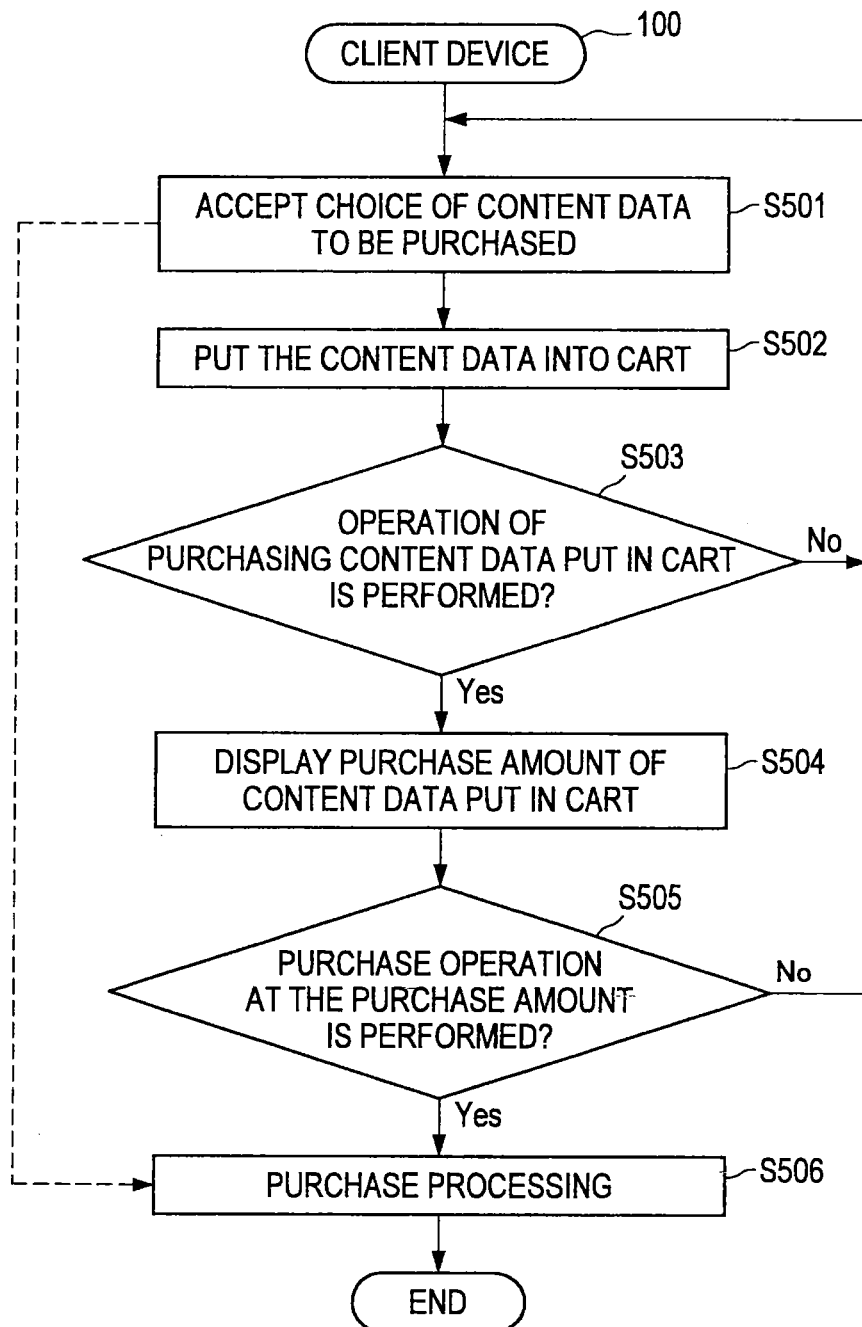 100
CLIENT DEVICE
ACCEPT CHOICE OF CONTENT DATA
TO BE PURCHASED
S501
PUT THE CONTENT DATA INTO CART
S502
S503
OPERATION OF
PURCHASING CONTENT DATA PUT IN CART
IS PERFORMED?
No
Yes
DISPLAY PURCHASE AMOUNT OF
CONTENT DATA PUT IN CART
S504
S505
PURCHASE OPERATION
AT THE PURCHASE AMOUNT
IS PERFORMED?
No
Yes
PURCHASE PROCESSING
S506
END